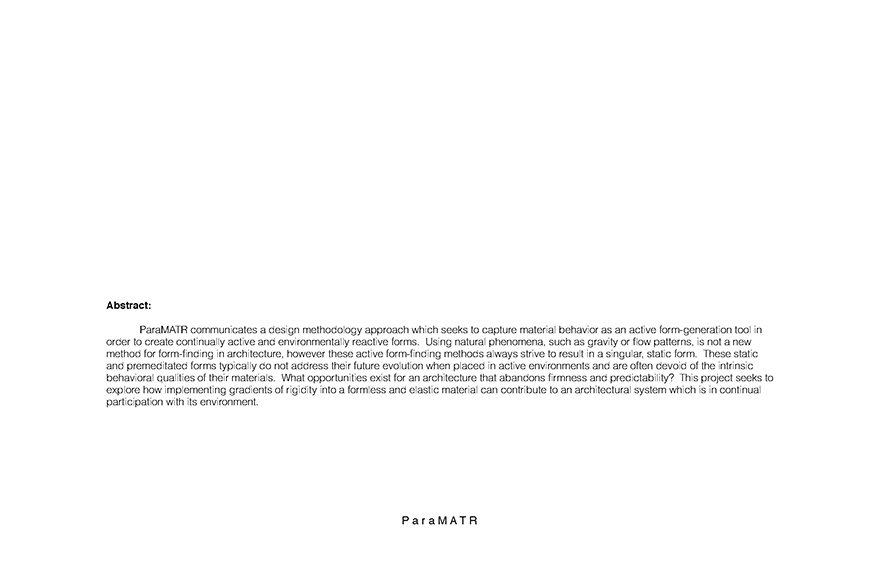 Abstract:
ParaMATR communicates a design methodology approach which seeks to capture material behavior as an active form-generation tool in
order to create continually active and environmentally reactive forms.  Using natural phenomena, such as gravity or flow patterns, is not a new
method for form-finding in architecture, however these active form-finding methods always strive to result in a singular, static form.  These static
and premeditated forms typically do not address their future evolution when placed in active environments and are often devoid of the intrinsic
behavioral qualities of their materials.  What opportunities exist for an architecture that abandons firmness and predictability?  This project seeks to
explore how implementing gradients of rigidity into a formless and elastic material can contribute to an architectural system which is in continual
participation with its environment.
ParaMATR